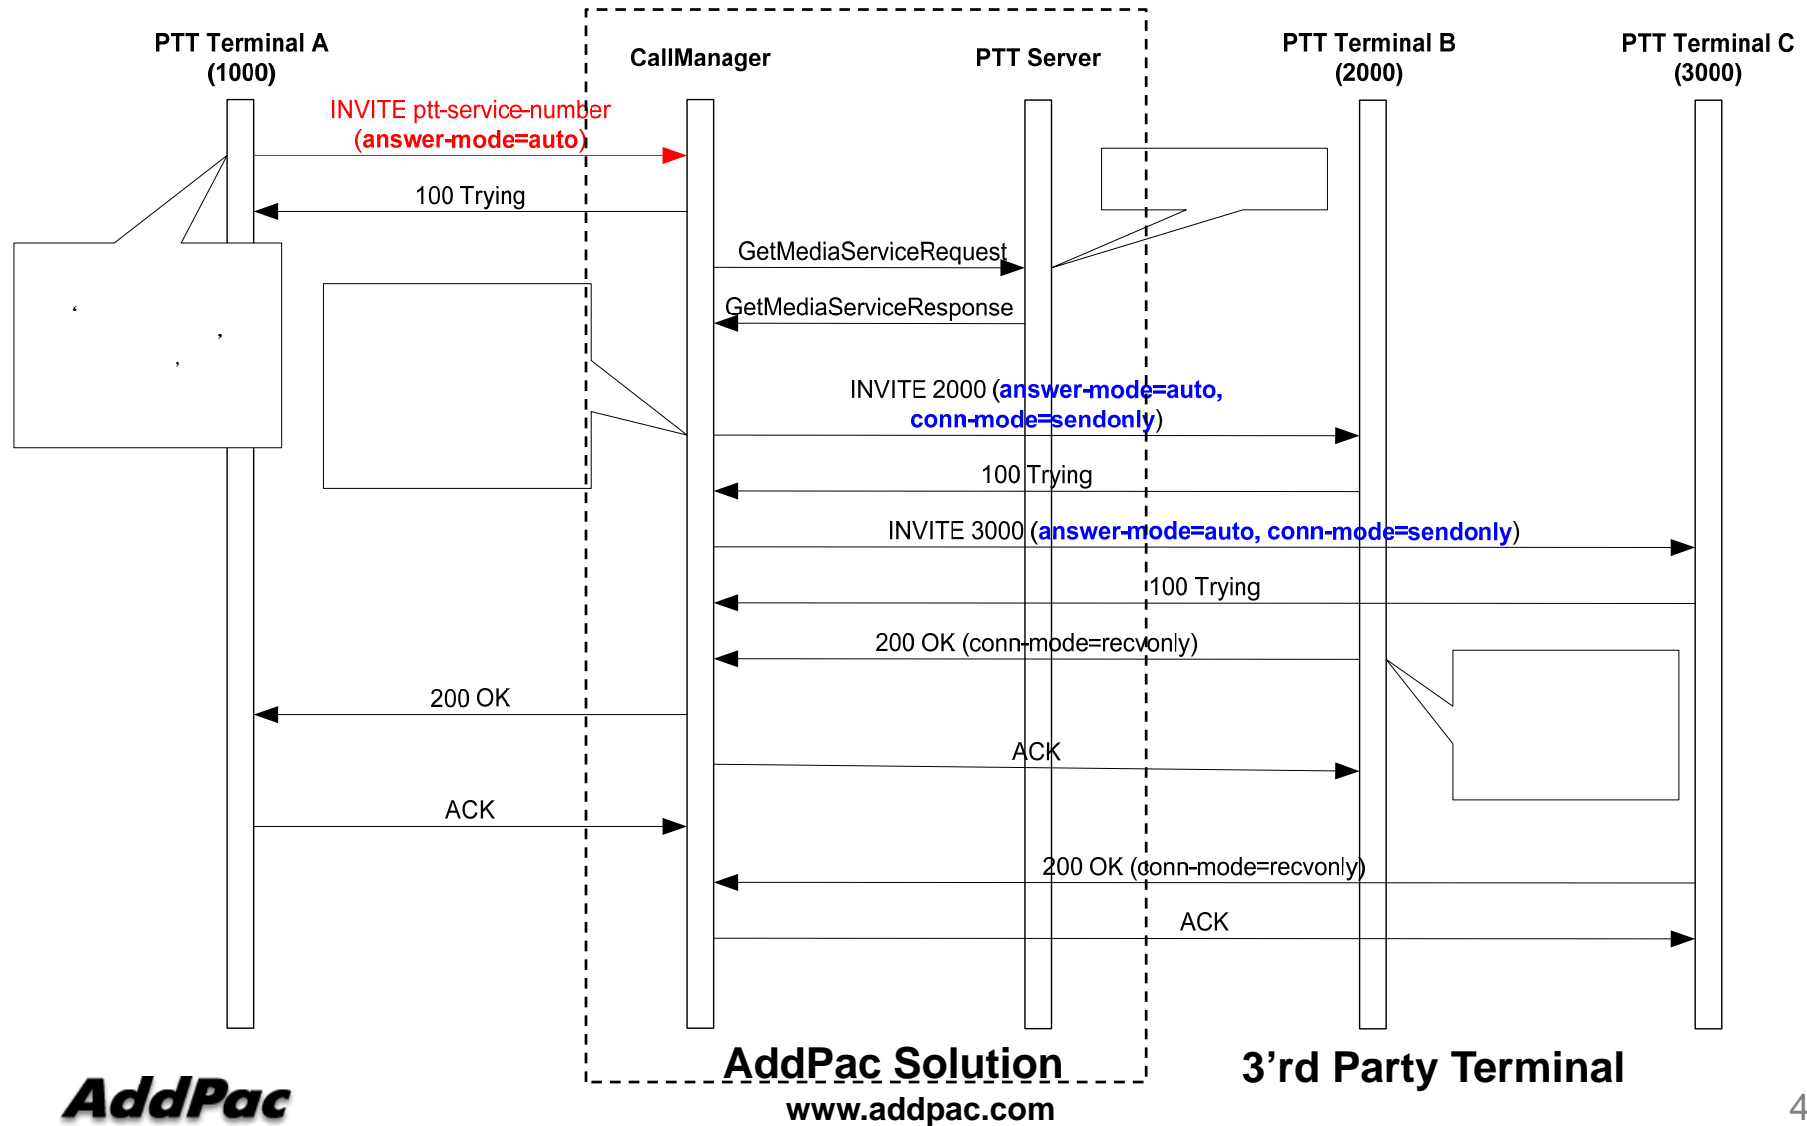 PTT Terminal A
(1000)
CallManager
PTT Server
PTT Terminal B
(2000)
PTT Terminal C
(3000)
INVITE ptt-service-number
(answer-mode=auto)
100 Trying
GetMediaServiceRequest
GetMediaServiceResponse
‘
’
,
INVITE 2000 (answer-mode=auto,
conn-mode=sendonly)
100 Trying
INVITE 3000 (answer-mode=auto, conn-mode=sendonly)
100 Trying
200 OK (conn-mode=recvonly)
200 OK
ACK
ACK
200 OK (conn-mode=recvonly)
ACK
AddPac Solution
3’rd Party Terminal
AddPac
www.addpac.com
4